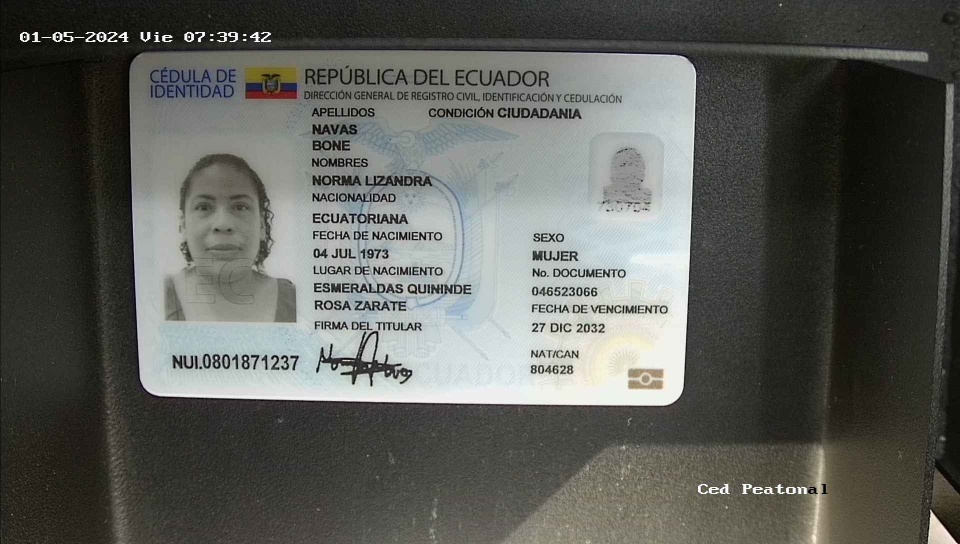 01-05-2024 Vie 07:39:42
CÉDULA DE
IDENTIDAD
REPÚBLICA DEL ECUADOR
DIRECCIÓN GENERAL DE REGISTRO CIVIL, IDENTIFICACIÓN Y CEDULACIÓN
APELLIDOS
CONDICIÓN CIUDADANIA
NAVAS
BONE
NOMBRES
NORMA LIZANDRA
NACIONALIDAD
ECUATORIANA
FECHA DE NACIMIENTO
04 JUL 1973
LUGAR DE NACIMIENTO
ESMERALDAS QUININDE
ROSA ZARATE
FIRMA DEL TITULAR
SEXO
MUJER
No. DOCUMENTO
046523066
FECHA DE VENCIMIENTO
27 DIC 2032
NAT/CAN
804628
EC
NUI.0801871237
ECUADOR
Ced Peatonal